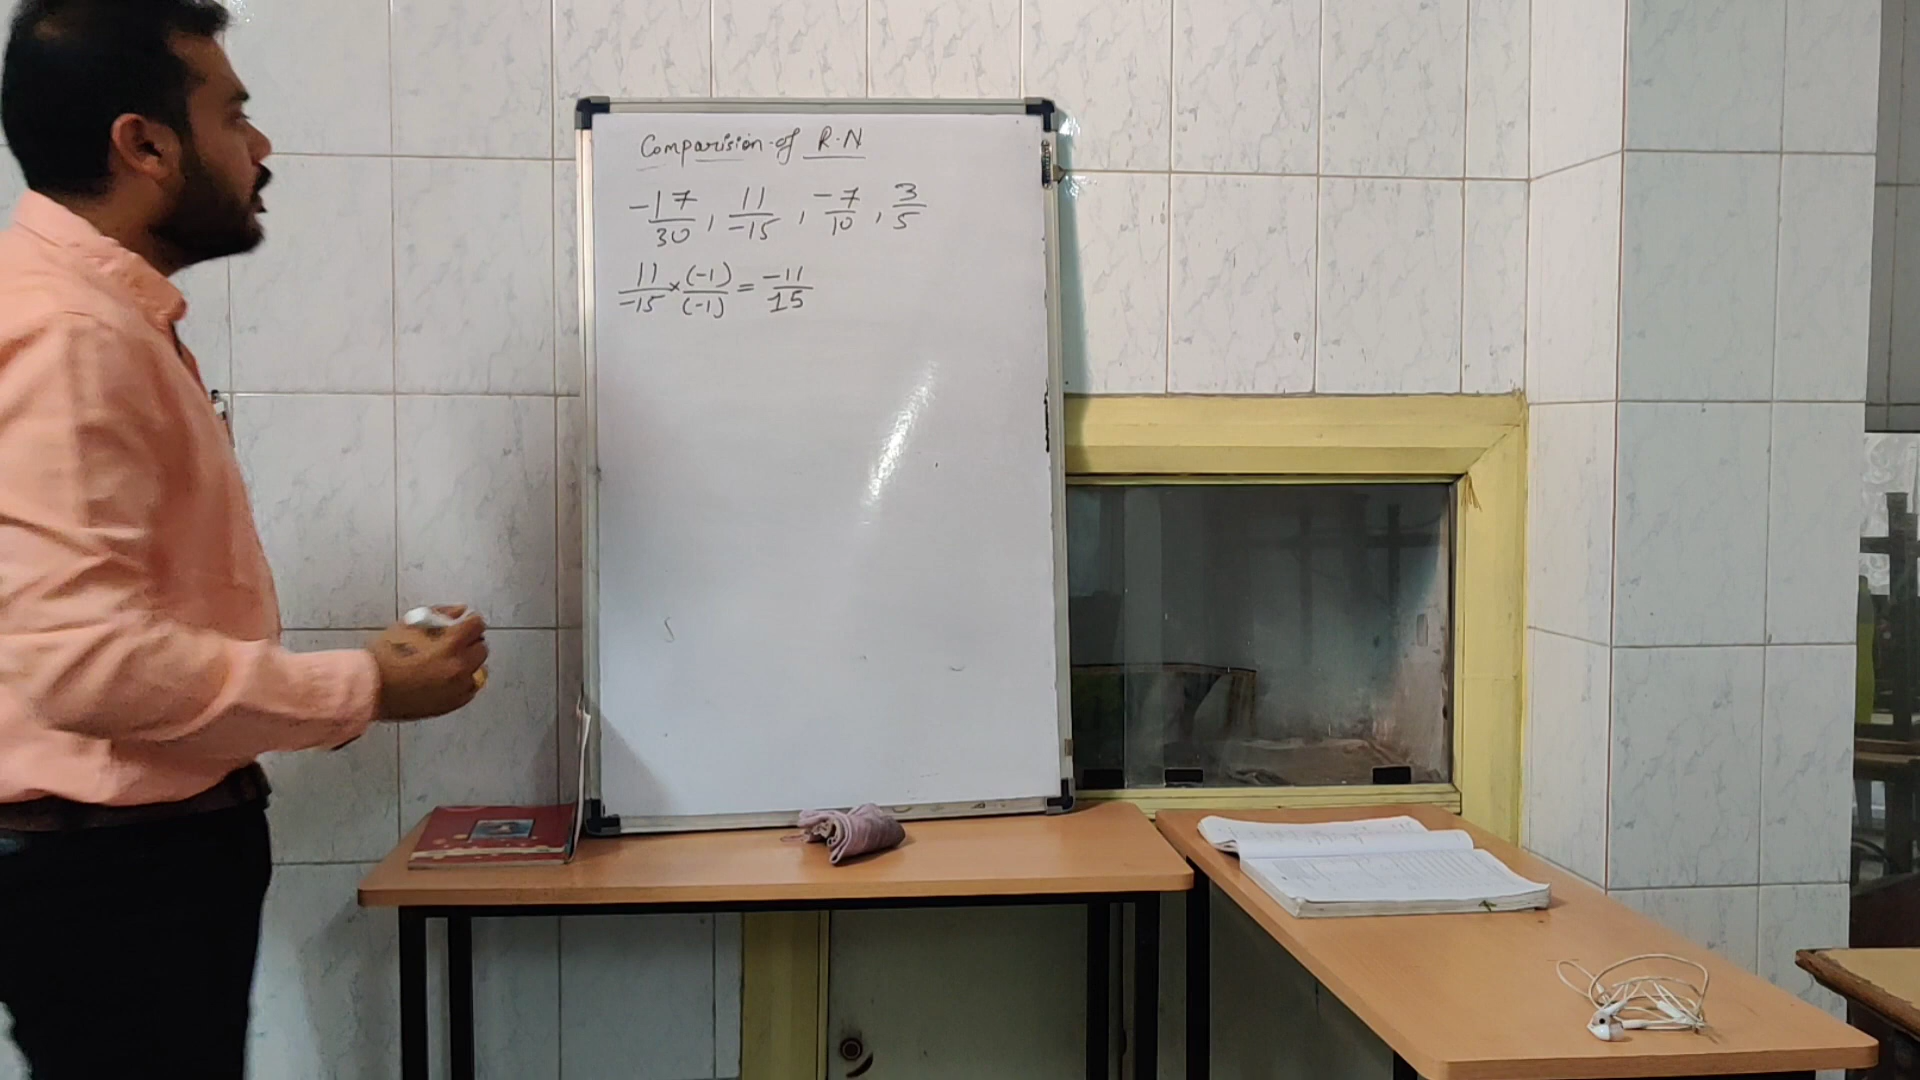 Comparision of R.N
-17/30, 11/-15, -7/10, 3/5
11/-15 × (-1)/(-1) = -11/15